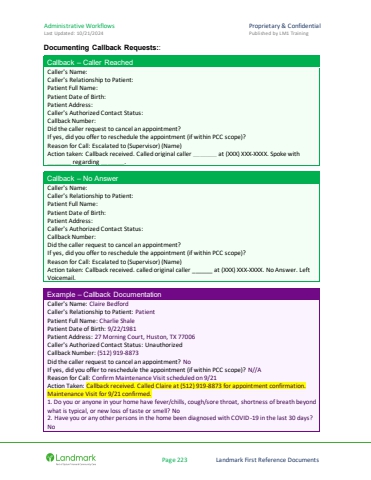 Administrative Workflows Proprietary & Confidential
Last Updated: 10/21/2024 Published by LML Training
Documenting Callback Requests::
Callback – Caller Reached
Caller's Name:
Caller's Relationship to Patient:
Patient Full Name:
Patient Date of Birth:
Patient Address:
Caller's Authorized Contact Status:
Callback Number:
Did the caller request to cancel an appointment?
If yes, did you offer to reschedule the appointment (if within PCC scope)?
Reason for Call: Escalated to (Supervisor) (Name)
Action taken: Callback received. Called original caller _______ at (XXX) XXX-XXXX. Spoke with
________ regarding ________.
Callback – No Answer
Caller's Name:
Caller's Relationship to Patient:
Patient Full Name:
Patient Date of Birth:
Patient Address:
Caller's Authorized Contact Status:
Callback Number:
Did the caller request to cancel an appointment?
If yes, did you offer to reschedule the appointment (if within PCC scope)?
Reason for Call: Escalated to (Supervisor) (Name)
Action taken: Callback received. called original caller ______ at (XXX) XXX-XXXX. No Answer. Left
Voicemail.
Example – Callback Documentation
Caller's Name: Claire Bedford
Caller's Relationship to Patient: Patient
Patient Full Name: Charlie Shale
Patient Date of Birth: 9/22/1981
Patient Address: 27 Morning Court, Huston, TX 77006
Caller's Authorized Contact Status: Unauthorized
Callback Number: (512) 919-8873
Did the caller request to cancel an appointment? No
If yes, did you offer to reschedule the appointment (if within PCC scope)? N//A
Reason for Call: Confirm Maintenance Visit scheduled on 9/21
Action Taken: Callback received. Called Claire at (512) 919-8873 for appointment confirmation.
Maintenance Visit for 9/21 confirmed.
1. Do you or anyone in your home have fever/chills, cough/sore throat, shortness of breath beyond
what is typical, or new loss of taste or smell? No
2. Have you or any other persons in the home been diagnosed with COVID-19 in the last 30 days?
No
Landmark Page 223 Landmark First Reference Documents